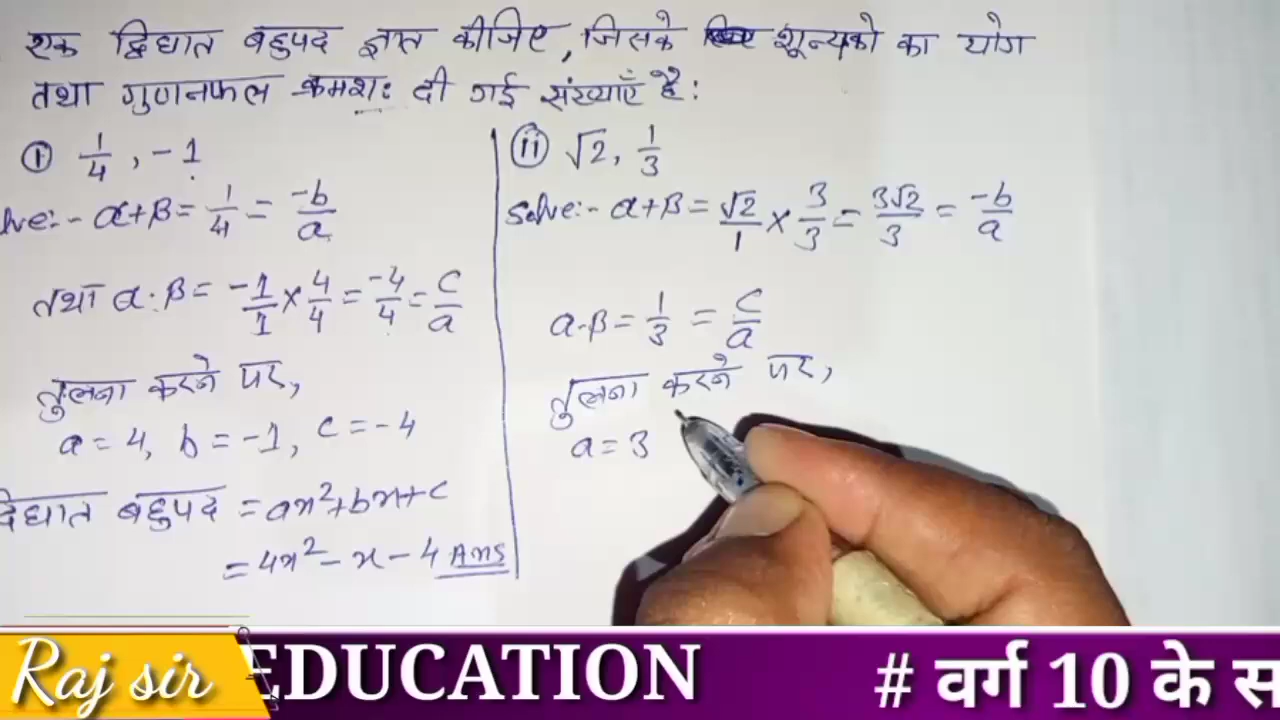 एक द्विघात बहुपद ज्ञात कीजिए, जिसके शून्यको का योग
तथा गुणनफल क्रमशः दी गई संख्याएँ है:
(i) 1/4, -1
lve:- α+β = 1/4 = -b/a
तथा α.β = -1/1 × 4/4 = -4/4 = c/a
तुलना करने पर,
a = 4, b = -1, c = -4
द्विघात बहुपद = ax²+bx+c
= 4x² - x - 4 Ans
(ii) √2, 1/3
Solve:- α+β = √2/1 × 3/3 = 3√2/3 = -b/a
α.β = 1/3 = c/a
तुलना करने पर,
a = 3
Raj sir
EDUCATION
# वर्ग 10 के स